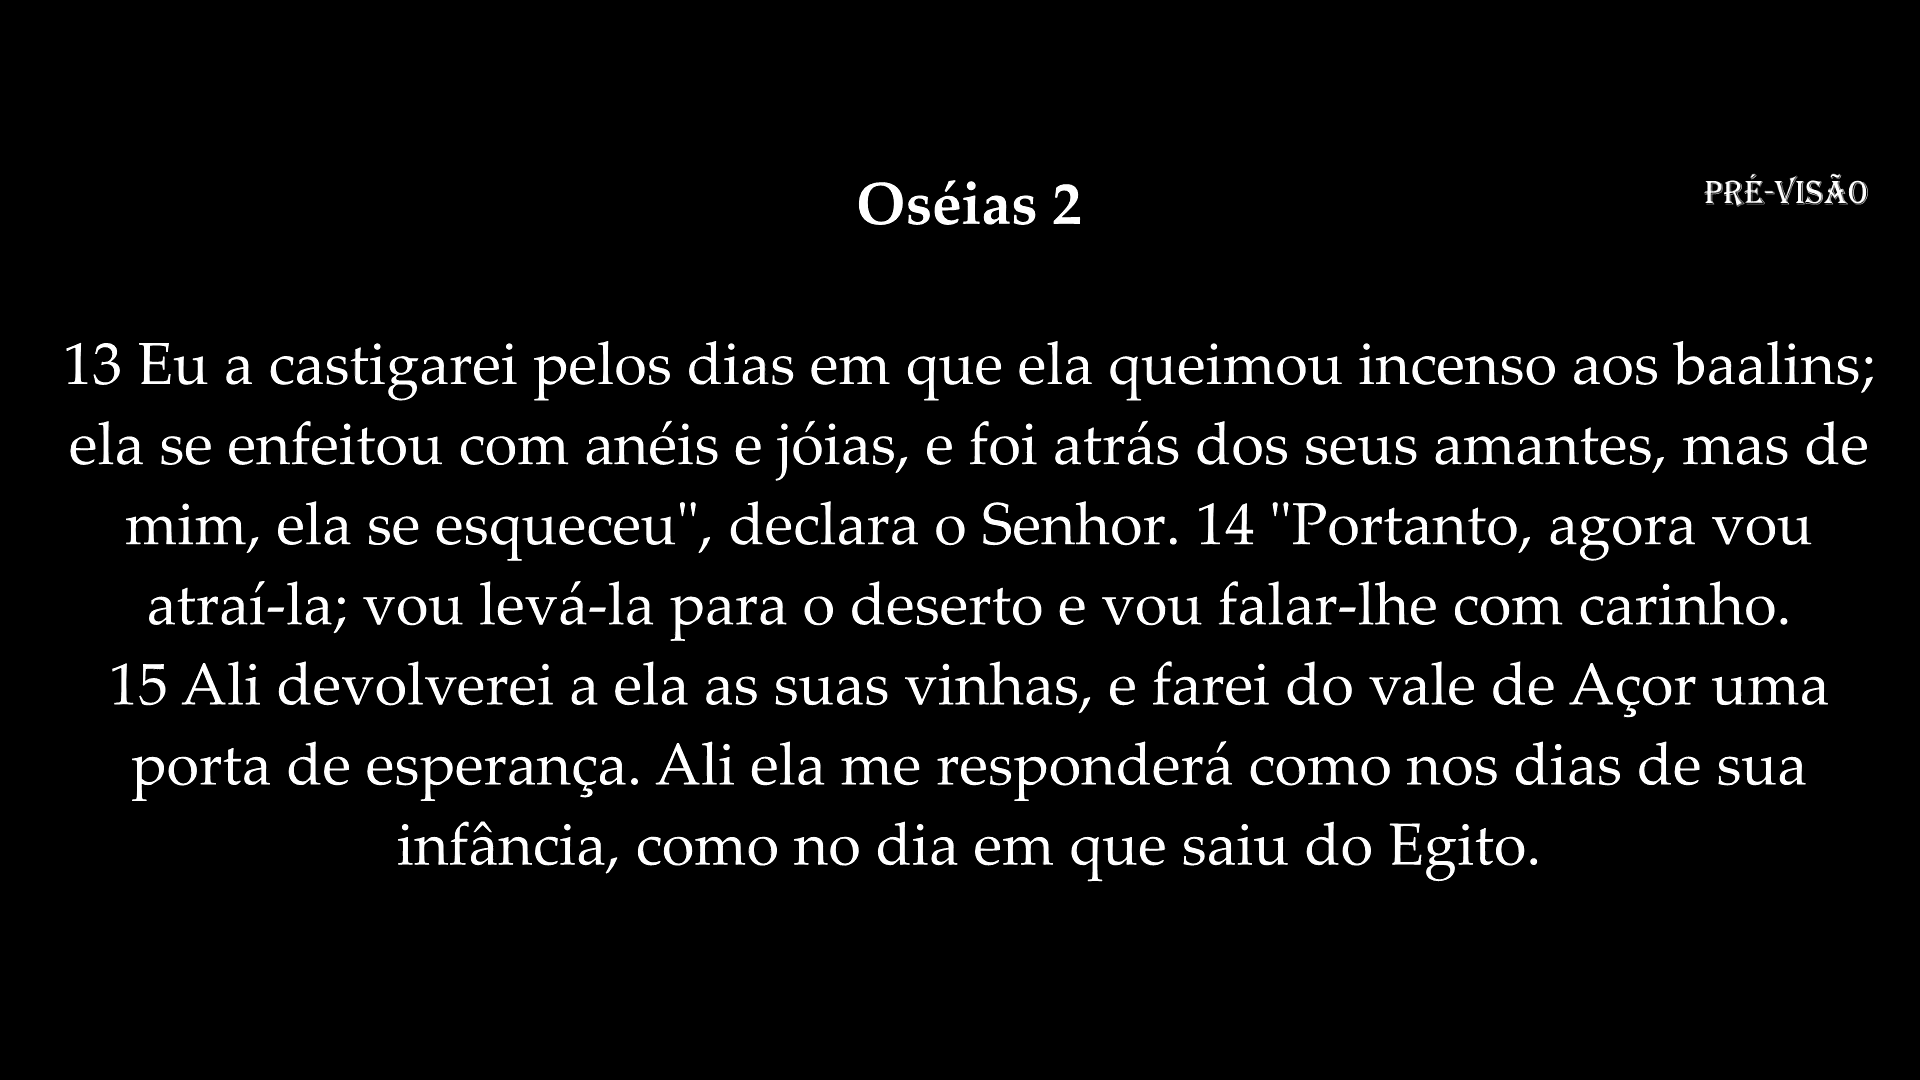 Oséias 2
PRÉ-VISÃO
13 Eu a castigarei pelos dias em que ela queimou incenso aos baalins;
ela se enfeitou com anéis e jóias, e foi atrás dos seus amantes, mas de
mim, ela se esqueceu", declara o Senhor. 14 "Portanto, agora vou
atraí-la; vou levá-la para o deserto e vou falar-lhe com carinho.
15 Ali devolverei a ela as suas vinhas, e farei do vale de Açor uma
porta de esperança. Ali ela me responderá como nos dias de sua
infância, como no dia em que saiu do Egito.